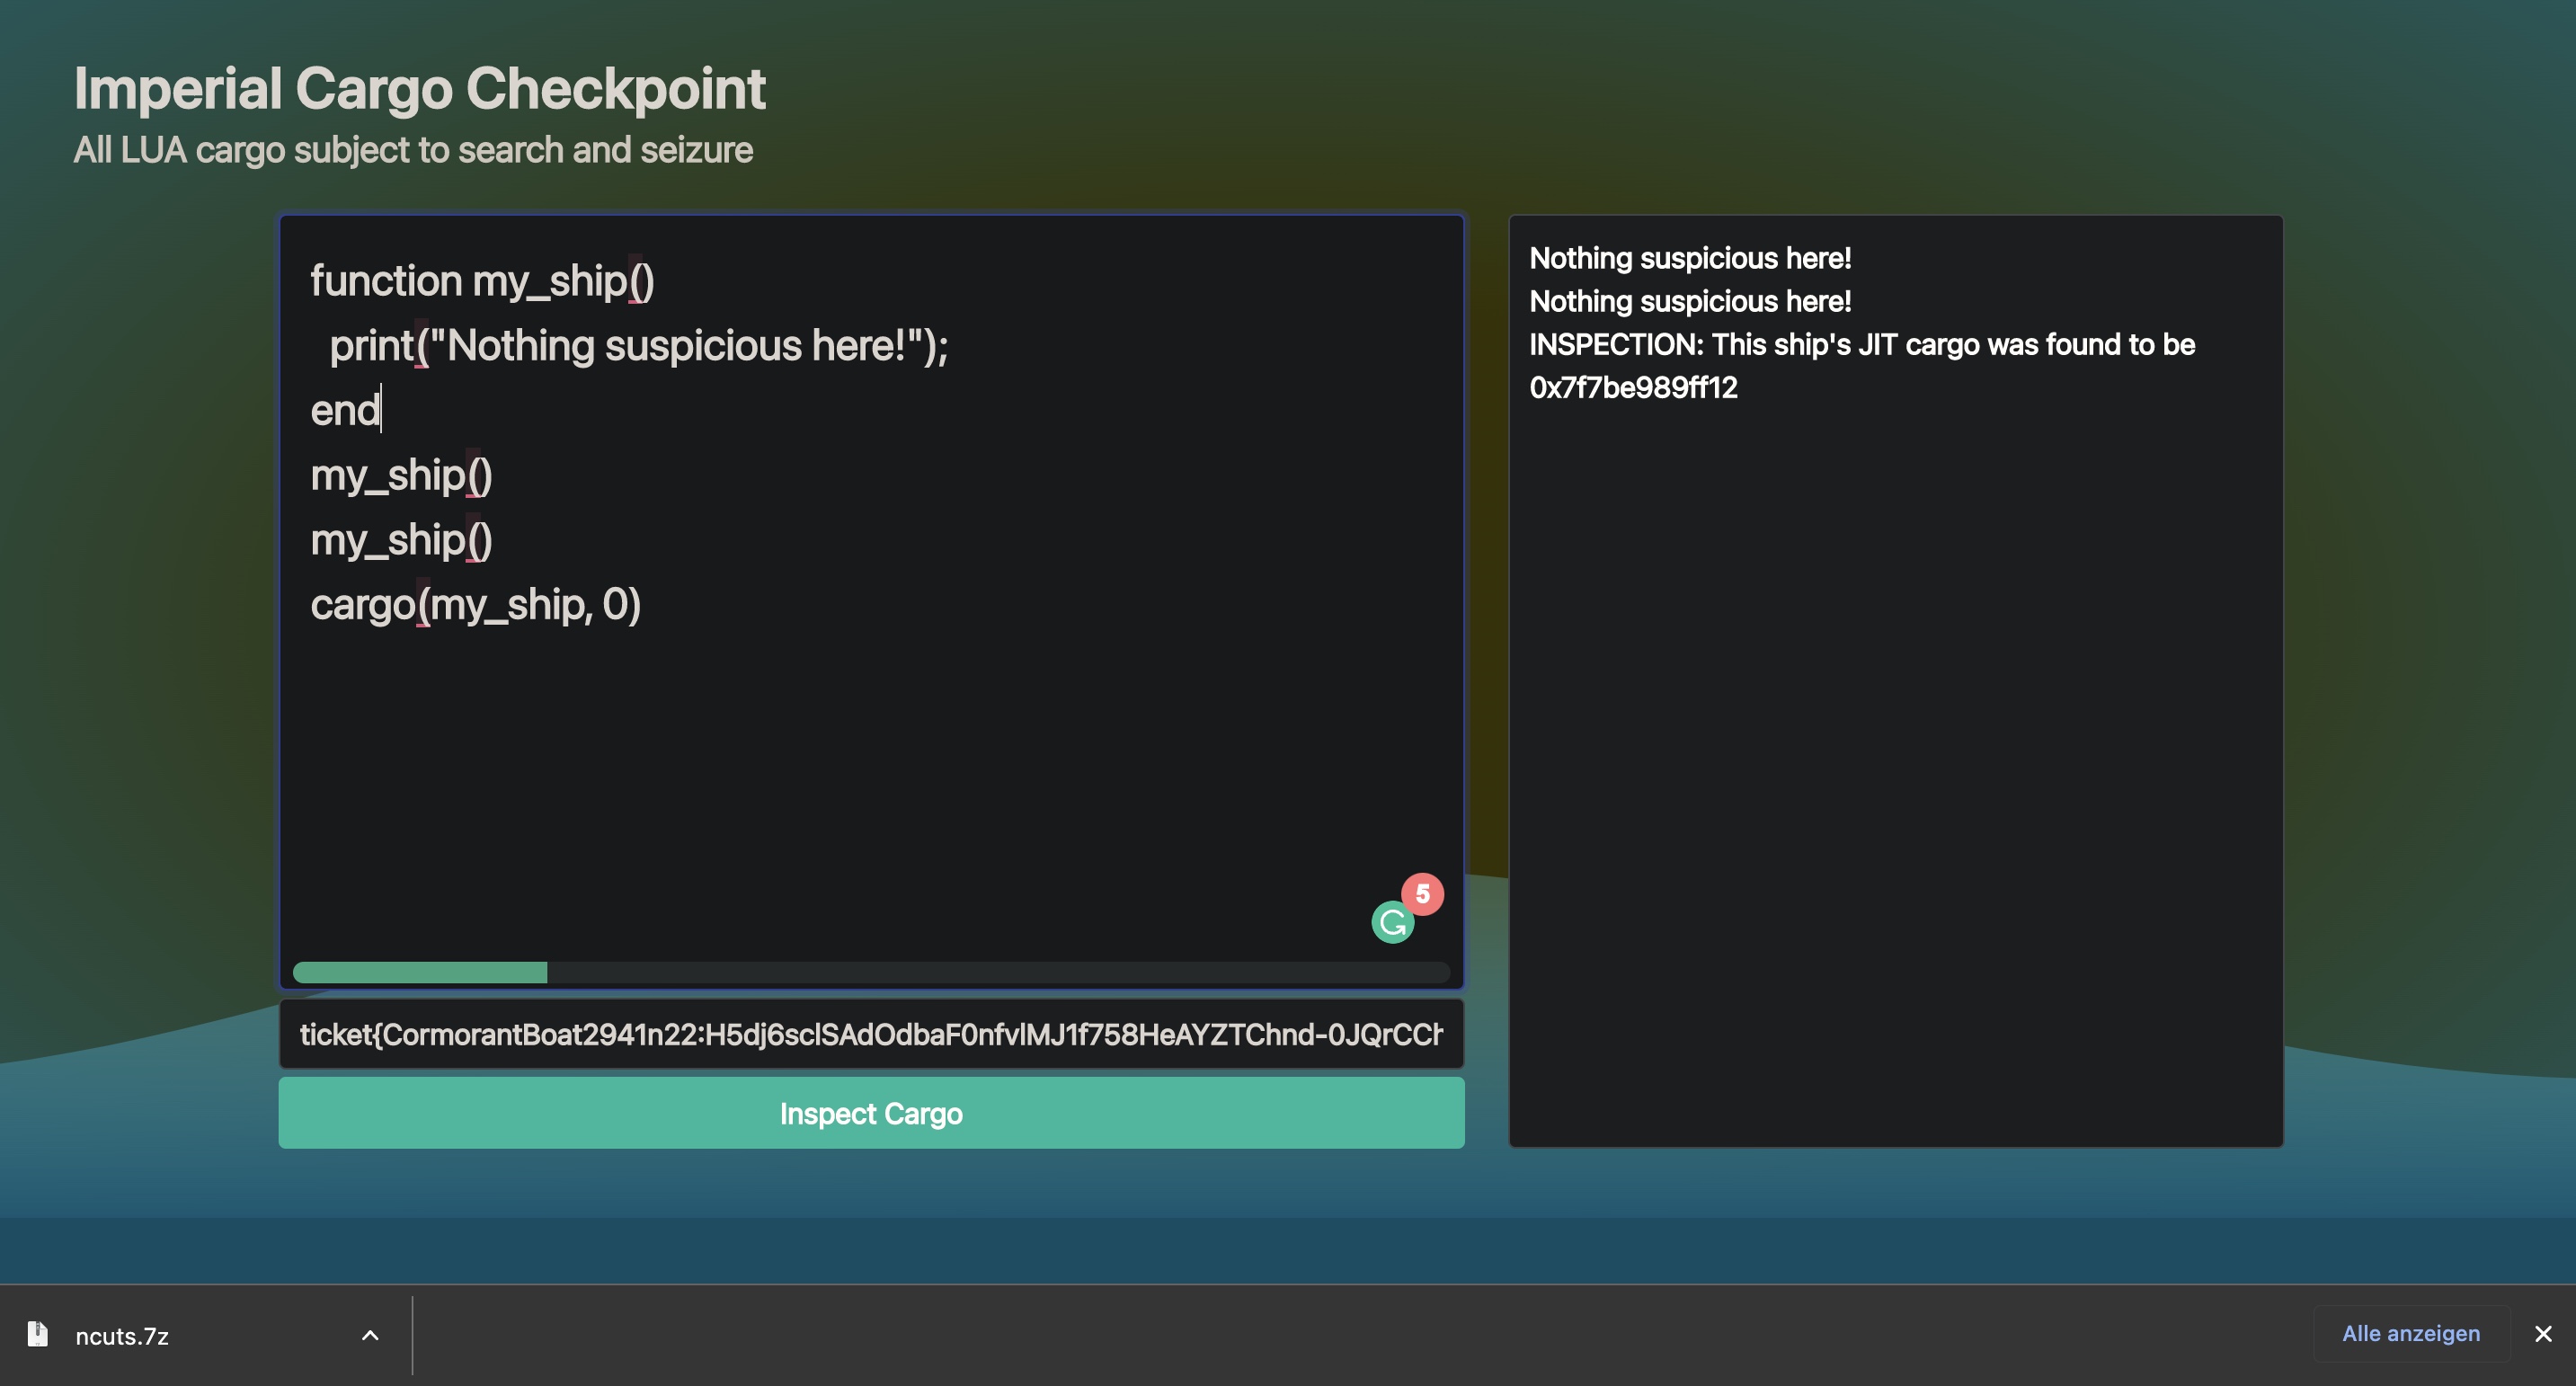 Imperial Cargo Checkpoint
All LUA cargo subject to search and seizure
function my_ship()
print("Nothing suspicious here!");
end
my_ship()
my_ship()
cargo(my_ship, 0)
5
ticket{CormorantBoat2941n22:H5dj6sclSAdOdbaF0nfvlMJ1f758HeAYZTChnd-0JQrCCh
Inspect Cargo
Nothing suspicious here!
Nothing suspicious here!
INSPECTION: This ship's JIT cargo was found to be
0x7f7be989ff12
ncuts.7z
Alle anzeigen